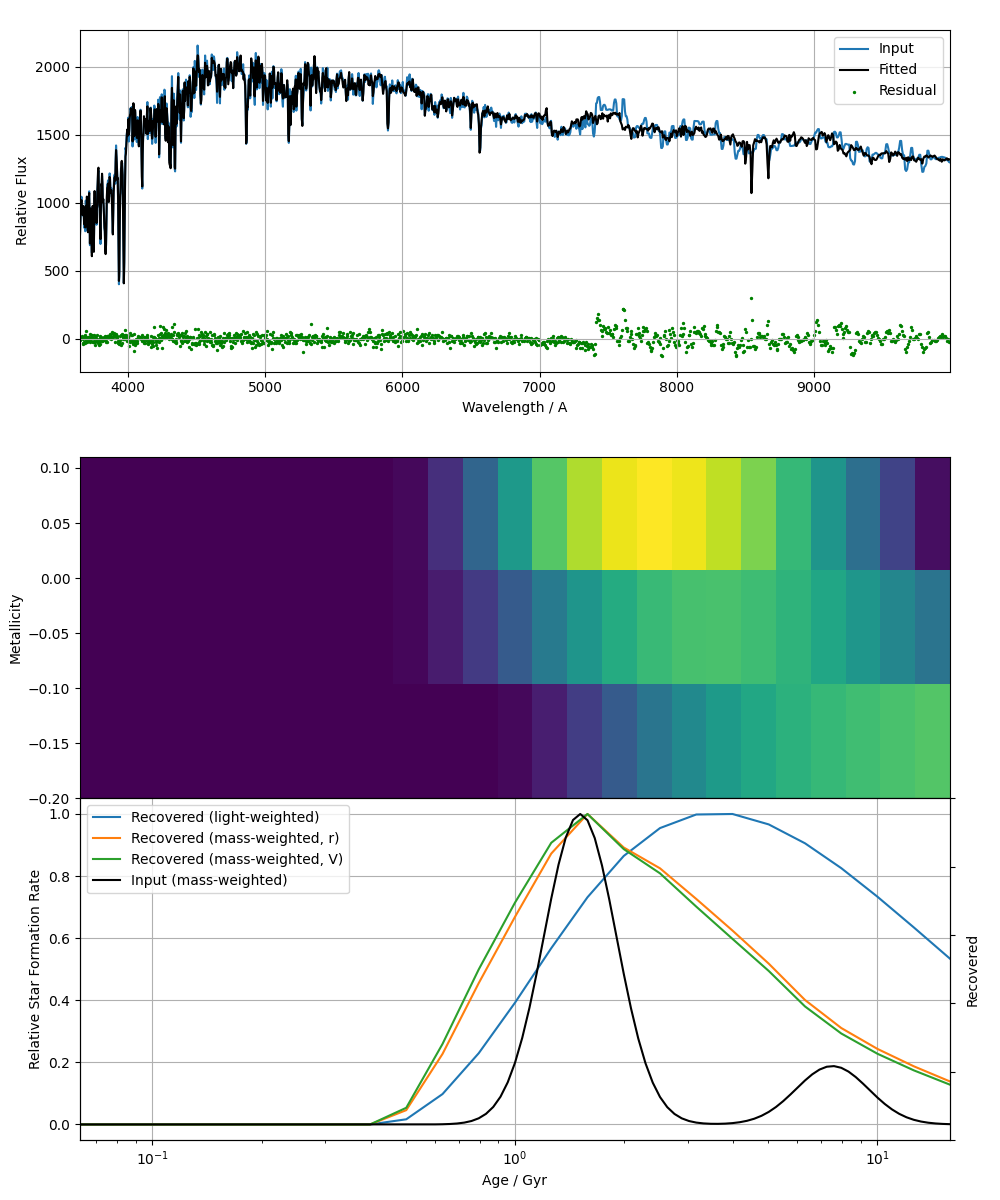 2000
1500
1000
500
0
Relative Flux
Input
Fitted
Residual
4000
5000
6000
7000
8000
9000
Wavelength / A
0.10
0.05
0.00
−0.05
−0.10
−0.15
−0.20
Metallicity
Recovered (light-weighted)
Recovered (mass-weighted, r)
Recovered (mass-weighted, V)
Input (mass-weighted)
1.0
0.8
0.6
0.4
0.2
0.0
Relative Star Formation Rate
Recovered
10⁻¹
10⁰
10¹
Age / Gyr